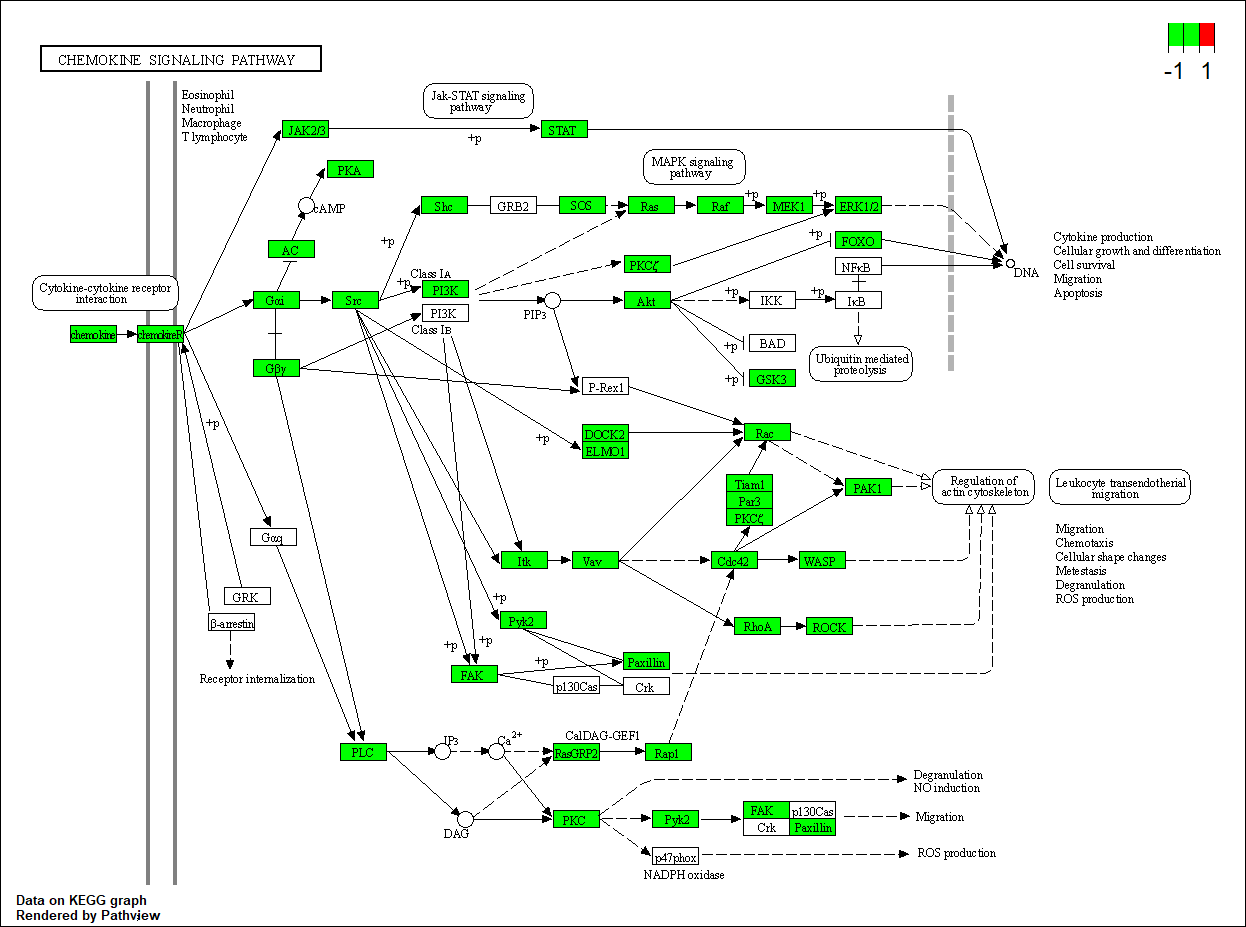 CHEMOKINE SIGNALING PATHWAY
-1 1
Eosinophil
Neutrophil
Macrophage
T lymphocyte
Jak-STAT signaling
pathway
JAK2/3
+p
STAT
MAPK signaling
pathway
PKA
cAMP
Shc
GRB2
SOS
Ras
Raf
+p
MEK1
+p
ERK1/2
AC
+p
+p
FOXO
Cytokine production
Cellular growth and differentiation
Cell survival
Migration
Apoptosis
PKCζ
NFκB
DNA
Cytokine-cytokine receptor
interaction
Class IA
+p
PI3K
Gαi
Src
PIP3
Akt
+p
IKK
+p
IκB
PI3K
Class IB
chemokine
chemokineR
+p
BAD
Ubiquitin mediated
proteolysis
Gβγ
+p
GSK3
P-Rex1
+p
+p
DOCK2
ELMO1
Rac
Tiam1
Par3
PKCζ
PAK1
Regulation of
actin cytoskeleton
Leukocyte transendotherial
migration
Gαq
Migration
Chemotaxis
Cellular shape changes
Metestasis
Degranulation
ROS production
Itk
Vav
Cdc42
WASP
GRK
+p
β-arrestin
Pyk2
RhoA
ROCK
+p
+p
+p
Paxillin
Receptor internalization
FAK
p130Cas
Crk
CalDAG-GEF1
PLC
IP3
Ca2+
RasGRP2
Rap1
Degranulation
NO induction
DAG
PKC
Pyk2
FAK
p130Cas
Crk
Paxillin
Migration
p47phox
ROS production
NADPH oxidase
Data on KEGG graph
Rendered by Pathview